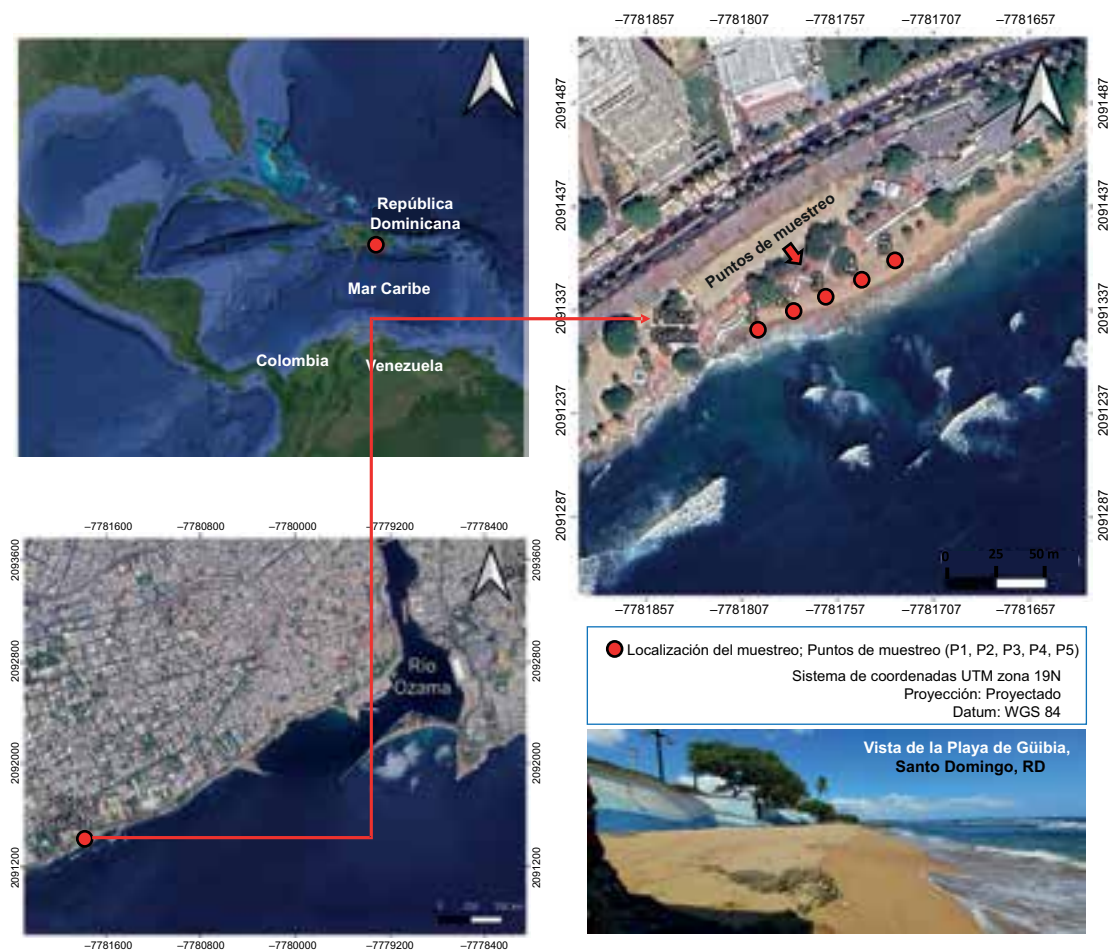 República
Dominicana
Mar Caribe
Colombia
Venezuela
−7781857 −7781807 −7781757 −7781707 −7781657
2091487
2091437
2091337
2091237
2091287
2091487
2091437
2091337
2091237
2091287
Puntos de muestreo
0 25 50 m
−7781857 −7781807 −7781757 −7781707 −7781657
−7781600 −7780800 −7780000 −7779200 −7778400
2093600
2092800
2092000
2091200
2093600
2092800
2092000
2091200
Río
Ozama
−7781600 −7780800 −7780000 −7779200 −7778400
Localización del muestreo; Puntos de muestreo (P1, P2, P3, P4, P5)
Sistema de coordenadas UTM zona 19N
Proyección: Proyectado
Datum: WGS 84
Vista de la Playa de Güibia,
Santo Domingo, RD